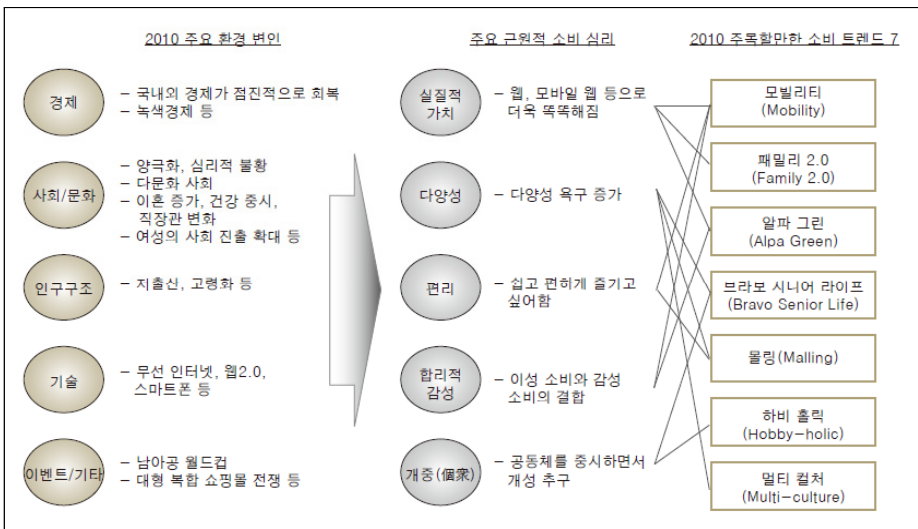 2010 주요 환경 변인
경제
– 국내외 경제가 점진적으로 회복
– 녹색경제 등
사회/문화
– 양극화, 심리적 불황
– 다문화 사회
– 이혼 증가, 건강 중시,
직장관 변화
– 여성의 사회 진출 확대 등
인구구조
– 저출산, 고령화 등
기술
– 무선 인터넷, 웹2.0,
스마트폰 등
이벤트/기타
– 남아공 월드컵
– 대형 복합 쇼핑몰 전쟁 등
주요 근원적 소비 심리
실질적
가치
– 웹, 모바일 웹 등으로
더욱 똑똑해짐
다양성
– 다양성 욕구 증가
편리
– 쉽고 편히게 즐기고
싶어함
합리적
감성
– 이성 소비와 감성
소비의 결합
개중(個衆)
– 공동체를 중시하면서
개성 추구
2010 주목할만한 소비 트렌드 7
모빌리티
(Mobility)
패밀리 2.0
(Family 2.0)
알파 그린
(Alpa Green)
브라보 시니어 라이프
(Bravo Senior Life)
몰링(Malling)
하비 홀릭
(Hobby–holic)
멀티 컬처
(Multi–culture)